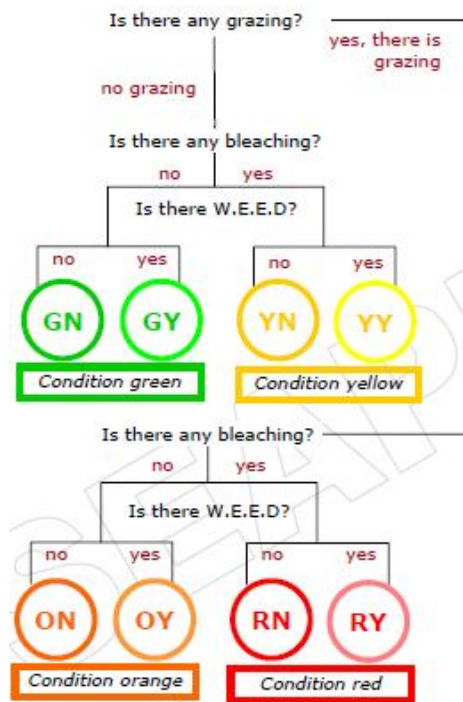 Is there any grazing?
yes, there is
grazing
no grazing
Is there any bleaching?
no yes
Is there W.E.E.D?
no yes no yes
GN GY YN YY
Condition green Condition yellow
Is there any bleaching?
no yes
Is there W.E.E.D?
no yes no yes
ON OY RN RY
Condition orange Condition red